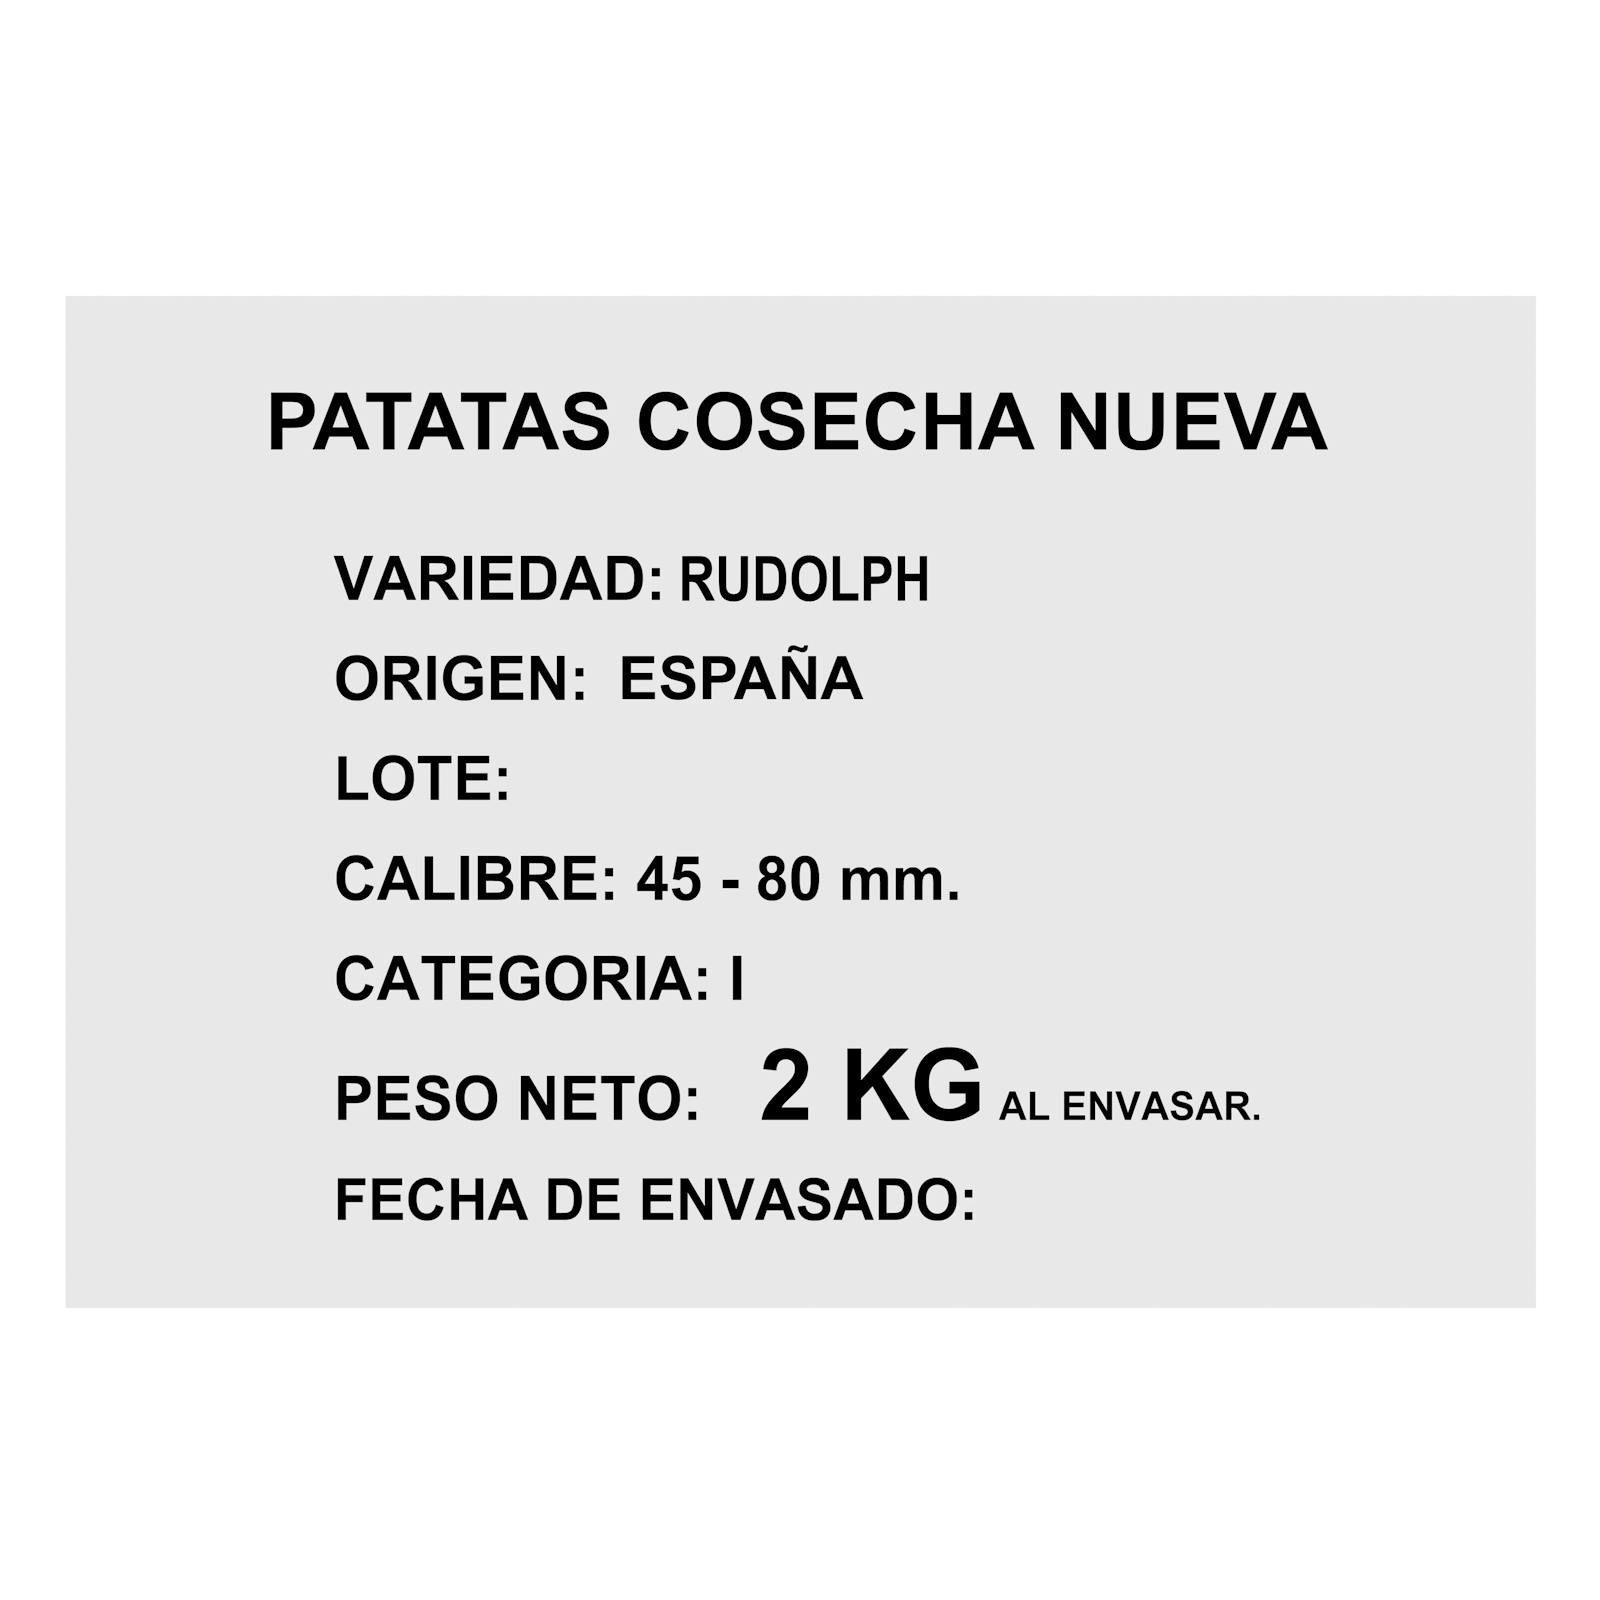 PATATAS COSECHA NUEVA
VARIEDAD: RUDOLPH
ORIGEN: ESPAÑA
LOTE:
CALIBRE: 45 - 80 mm.
CATEGORIA: I
PESO NETO: 2 KG AL ENVASAR.
FECHA DE ENVASADO: